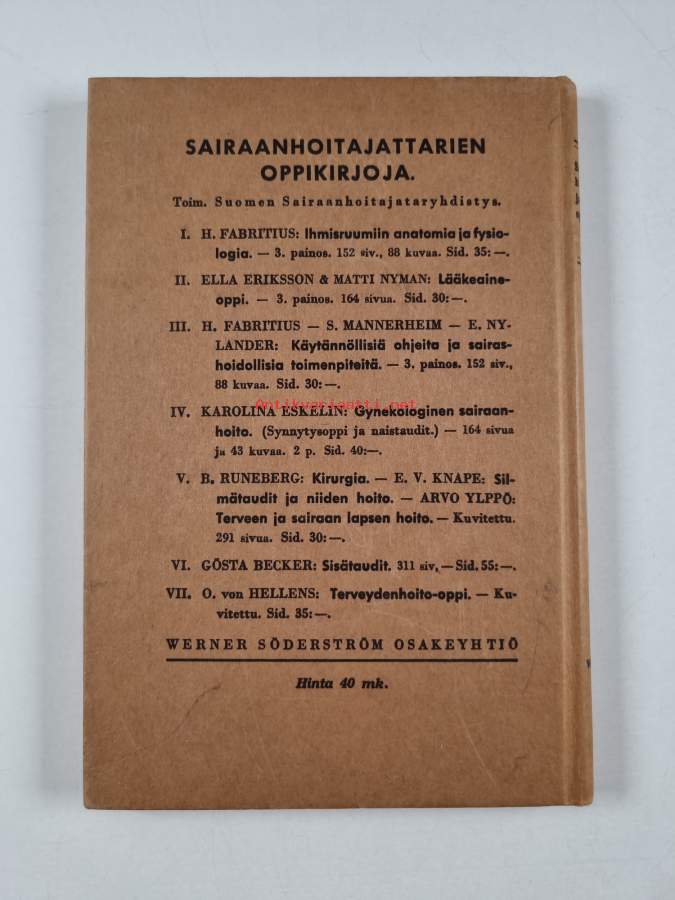 SAIRAANHOITAJATTARIEN
OPPIKIRJOJA.
Toim. Suomen Sairaanhoitajataryhdistys.
I. H. FABRITIUS: Ihmisruumiin anatomia ja fysio-
logia. — 3. painos. 152 siv., 88 kuvaa. Sid. 35:—.
II. ELLA ERIKSSON & MATTI NYMAN: Lääkeaine-
oppi. — 3. painos. 164 sivua. Sid. 30:—.
III. H. FABRITIUS — S. MANNERHEIM — E. NY-
LANDER: Käytännöllisiä ohjeita ja sairas-
hoidollisia toimenpiteitä. — 3. painos. 152 siv.,
88 kuvaa. Sid. 30:—.
Antikvariaatti.net
IV. KAROLINA ESKELIN: Gynekologinen sairaan-
hoito. (Synnytysoppi ja naistaudit.) — 164 sivua
ja 43 kuvaa. 2 p. Sid. 40:—.
V. B. RUNEBERG: Kirurgia. — E. V. KNAPE: Sil-
mätaudit ja niiden hoito. — ARVO YLPPÖ:
Terveen ja sairaan lapsen hoito. — Kuvitettu.
291 sivua. Sid. 30:—.
VI. GÖSTA BECKER: Sisätaudit. 311 siv. — Sid. 55:—.
VII. O. von HELLENS: Terveydenhoito-oppi. — Ku-
vitettu. Sid. 35:—.
WERNER SÖDERSTRÖM OSAKEYHTIÖ
Hinta 40 mk.